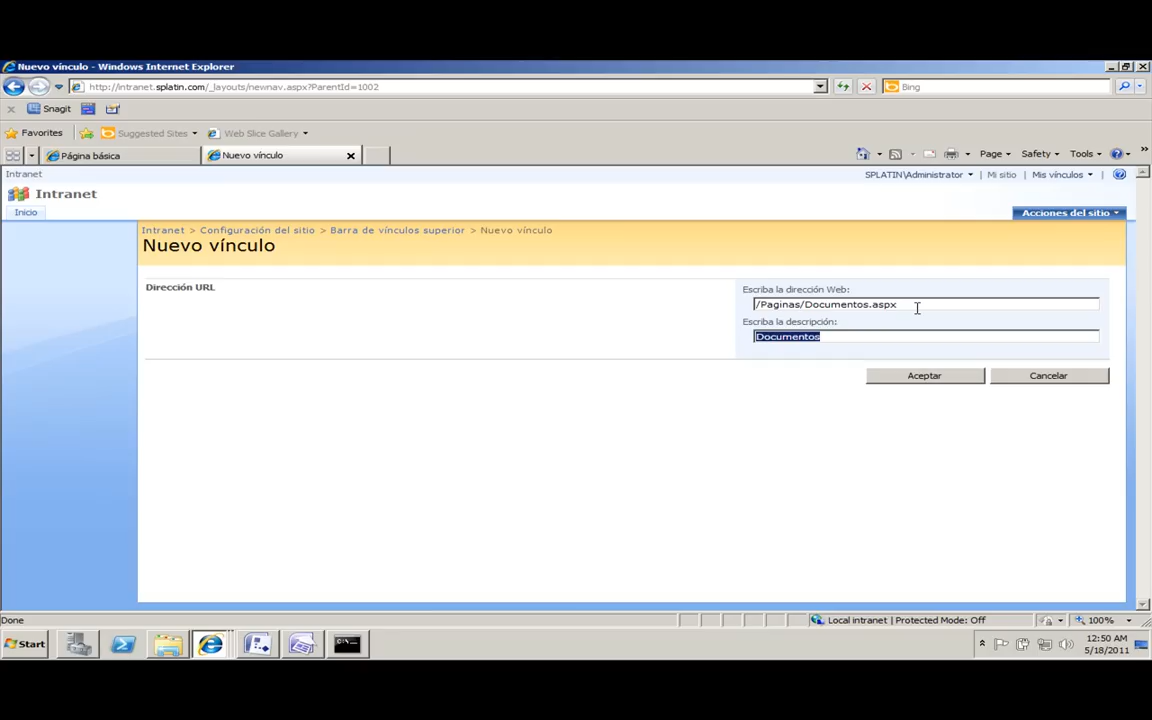 Nuevo vínculo - Windows Internet Explorer
http://intranet.splatin.com/_layouts/newnav.aspx?ParentId=1002
Bing
Snagit
Favorites
Suggested Sites
Web Slice Gallery
Página básica
Nuevo vínculo
Page
Safety
Tools
Intranet
SPLATIN\Administrator
Mi sitio
Mis vínculos
Intranet
Inicio
Acciones del sitio
Intranet > Configuración del sitio > Barra de vínculos superior > Nuevo vínculo
Nuevo vínculo
Dirección URL
Escriba la dirección Web:
/Paginas/Documentos.aspx
Escriba la descripción:
Documentos
Aceptar
Cancelar
Done
Local intranet | Protected Mode: Off
100%
Start
12:50 AM
5/18/2011